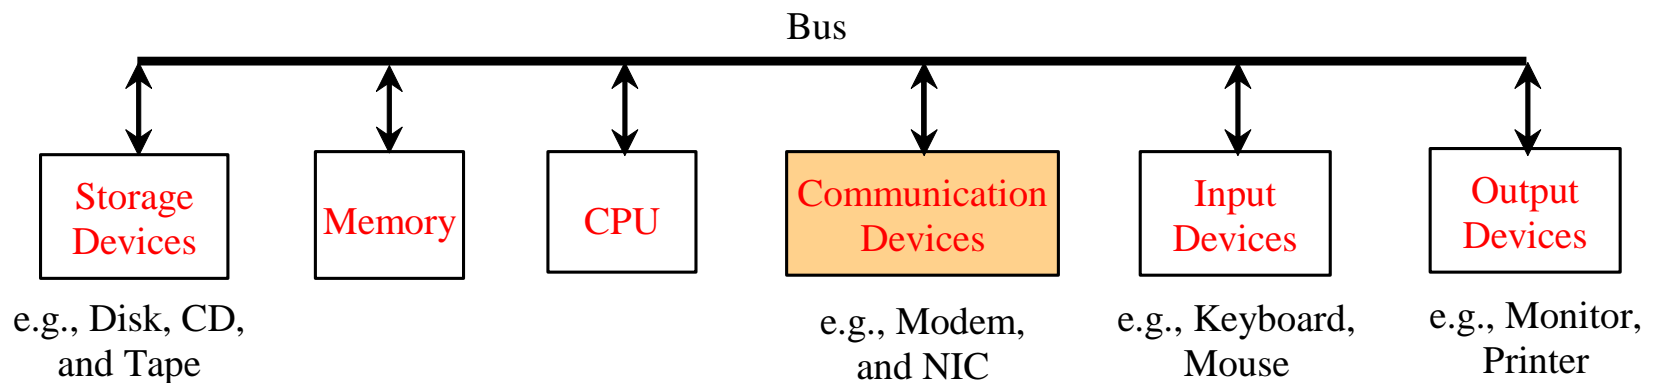 Bus
Storage
Devices
Memory
CPU
Communication
Devices
Input
Devices
Output
Devices
e.g., Disk, CD,
and Tape
e.g., Modem,
and NIC
e.g., Keyboard,
Mouse
e.g., Monitor,
Printer